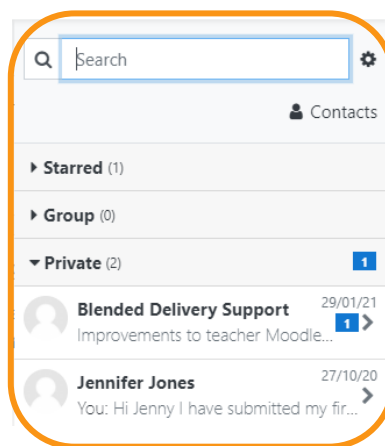 Search
Contacts
Starred (1)
Group (0)
Private (2) 1
Blended Delivery Support 29/01/21
Improvements to teacher Moodle... 1
Jennifer Jones 27/10/20
You: Hi Jenny I have submitted my fir...